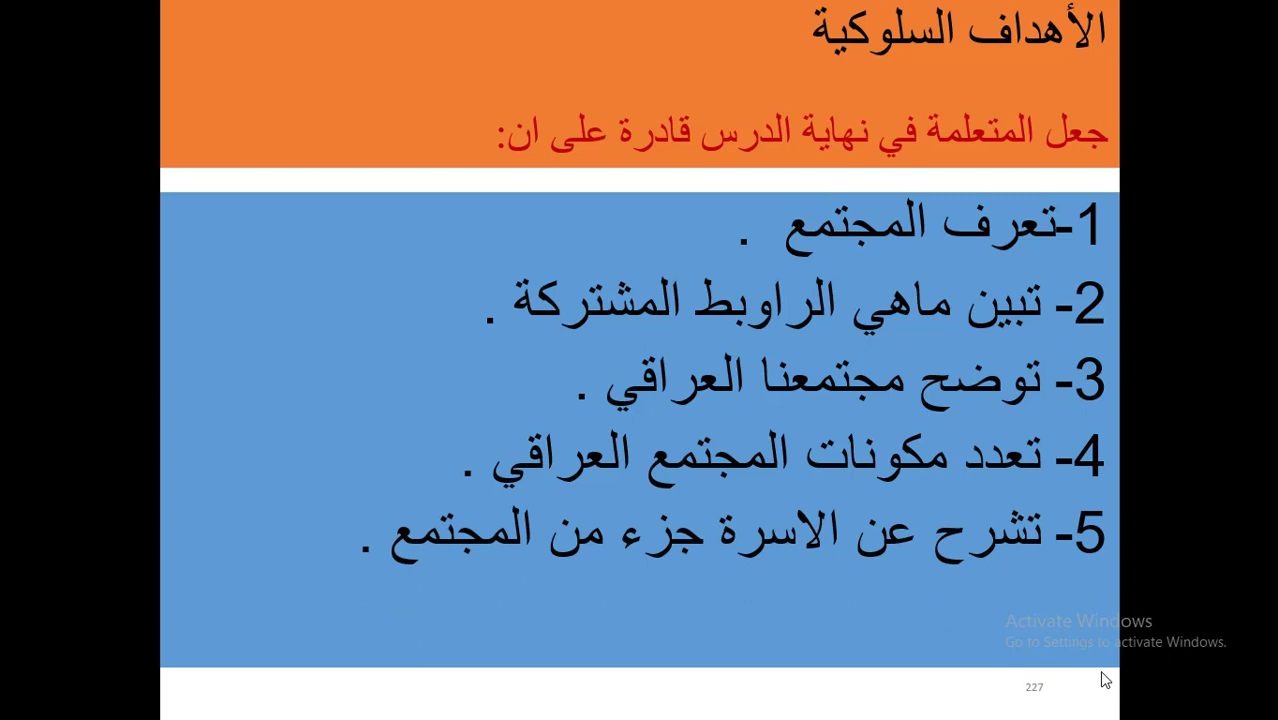 الأهداف السلوكية
جعل المتعلمة في نهاية الدرس قادرة على ان:
1-تعرف المجتمع .
2- تبين ماهي الراوبط المشتركة .
3- توضح مجتمعنا العراقي .
4- تعدد مكونات المجتمع العراقي .
5- تشرح عن الاسرة جزء من المجتمع .
Activate Windows
Go to Settings to activate Windows.
227